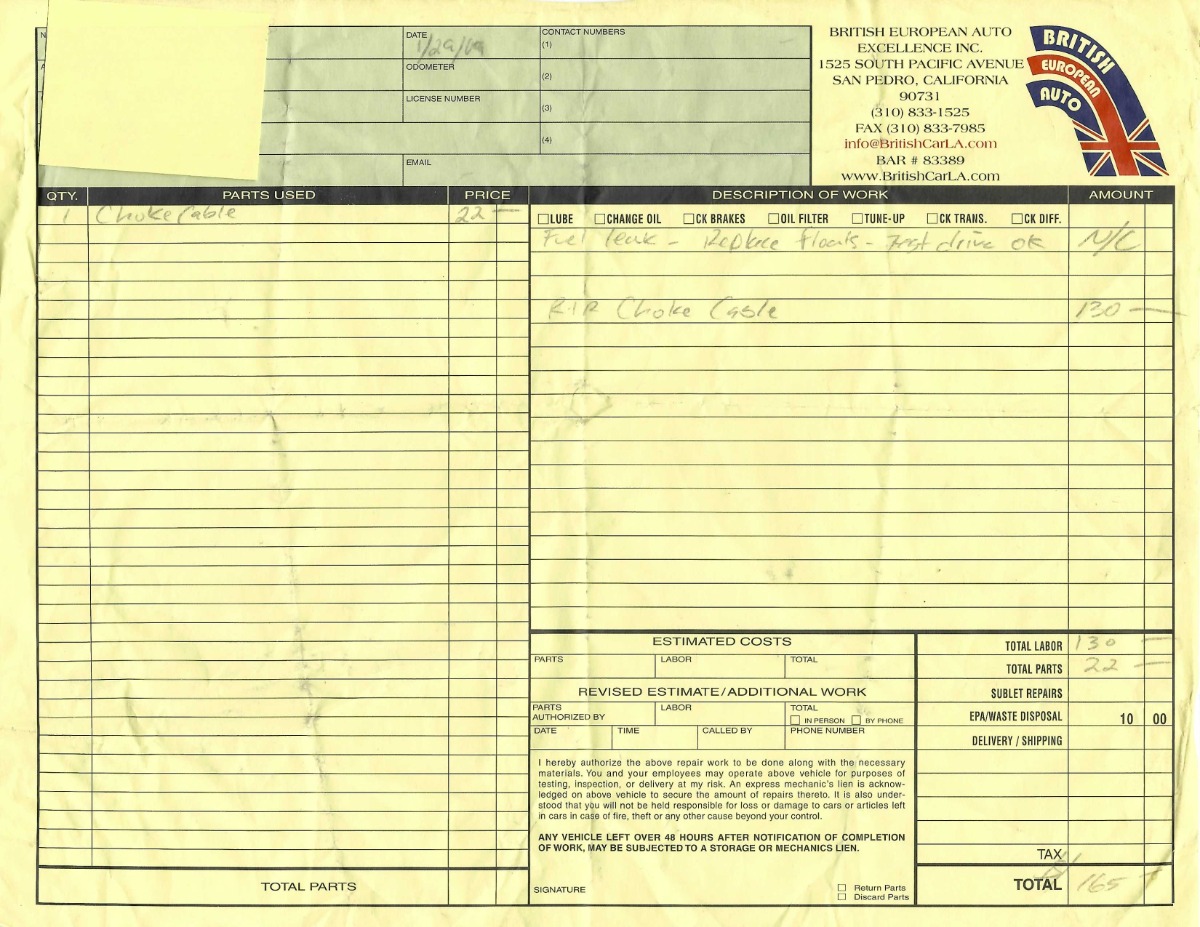 N
DATE 1/29/09
CONTACT NUMBERS
(1)
A
ODOMETER
(2)
LICENSE NUMBER
(3)
(4)
EMAIL
BRITISH EUROPEAN AUTO
EXCELLENCE INC.
1525 SOUTH PACIFIC AVENUE
SAN PEDRO, CALIFORNIA
90731
(310) 833-1525
FAX (310) 833-7985
info@BritishCarLA.com
BAR # 83389
www.BritishCarLA.com
BRITISH
EUROPEAN
AUTO
QTY. PARTS USED PRICE DESCRIPTION OF WORK AMOUNT
1 Choke Cable 22 —
LUBE CHANGE OIL CK BRAKES OIL FILTER TUNE-UP CK TRANS. CK DIFF.
Fuel leak - Replace floats - Test drive OK N/C
R+R Choke Cable 130 —
ESTIMATED COSTS
PARTS LABOR TOTAL
REVISED ESTIMATE/ADDITIONAL WORK
PARTS LABOR TOTAL
AUTHORIZED BY IN PERSON BY PHONE
DATE TIME CALLED BY PHONE NUMBER
I hereby authorize the above repair work to be done along with the necessary
materials. You and your employees may operate above vehicle for purposes of
testing, inspection, or delivery at my risk. An express mechanic's lien is acknow-
ledged on above vehicle to secure the amount of repairs thereto. It is also under-
stood that you will not be held responsible for loss or damage to cars or articles left
in cars in case of fire, theft or any other cause beyond your control.
ANY VEHICLE LEFT OVER 48 HOURS AFTER NOTIFICATION OF COMPLETION
OF WORK, MAY BE SUBJECTED TO A STORAGE OR MECHANICS LIEN.
SIGNATURE
Return Parts
Discard Parts
TOTAL LABOR 130 —
TOTAL PARTS 22 —
SUBLET REPAIRS
EPA/WASTE DISPOSAL 10 00
DELIVERY / SHIPPING
TAX
TOTAL 165
TOTAL PARTS